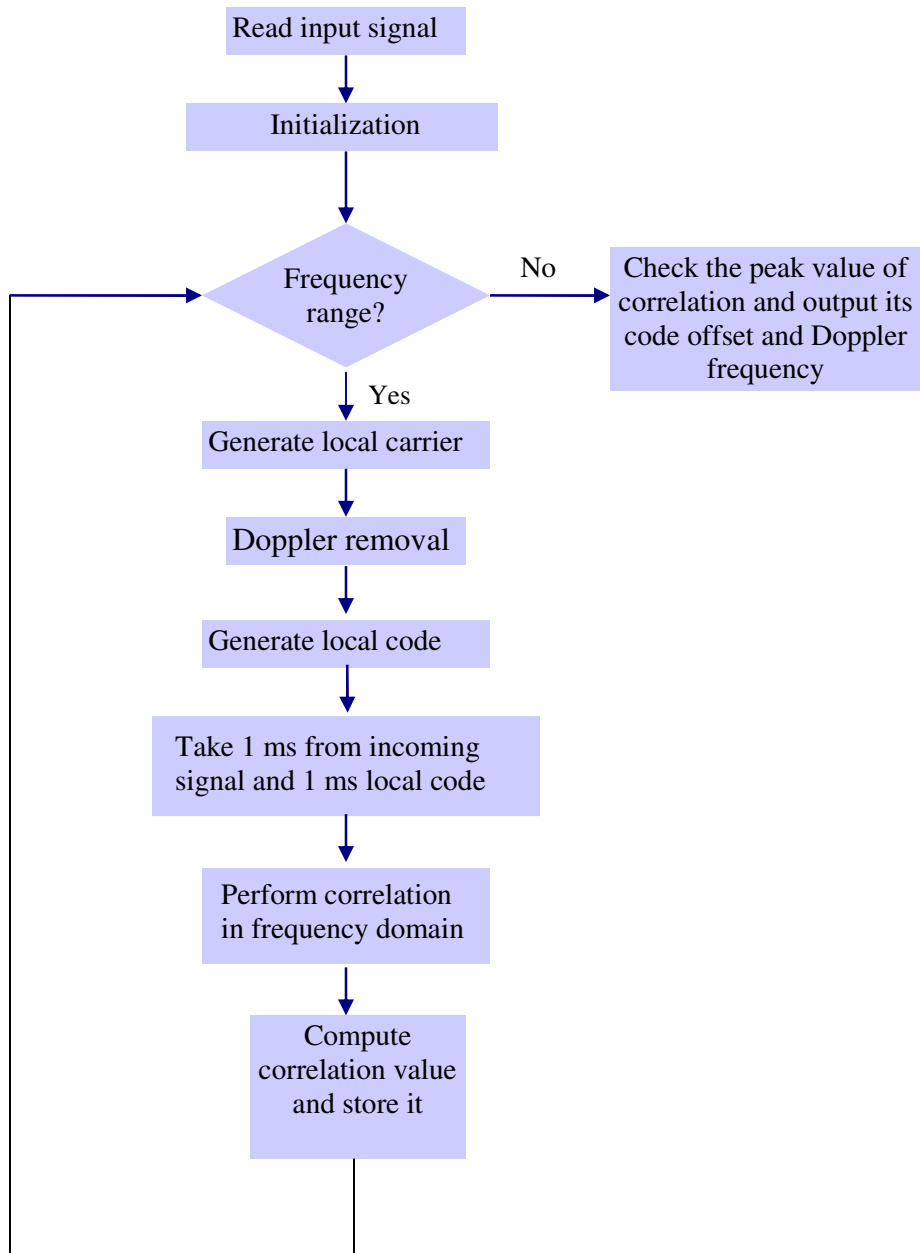 Read input signal
Initialization
Frequency
range?
No
Check the peak value of
correlation and output its
code offset and Doppler
frequency
Yes
Generate local carrier
Doppler removal
Generate local code
Take 1 ms from incoming
signal and 1 ms local code
Perform correlation
in frequency domain
Compute
correlation value
and store it